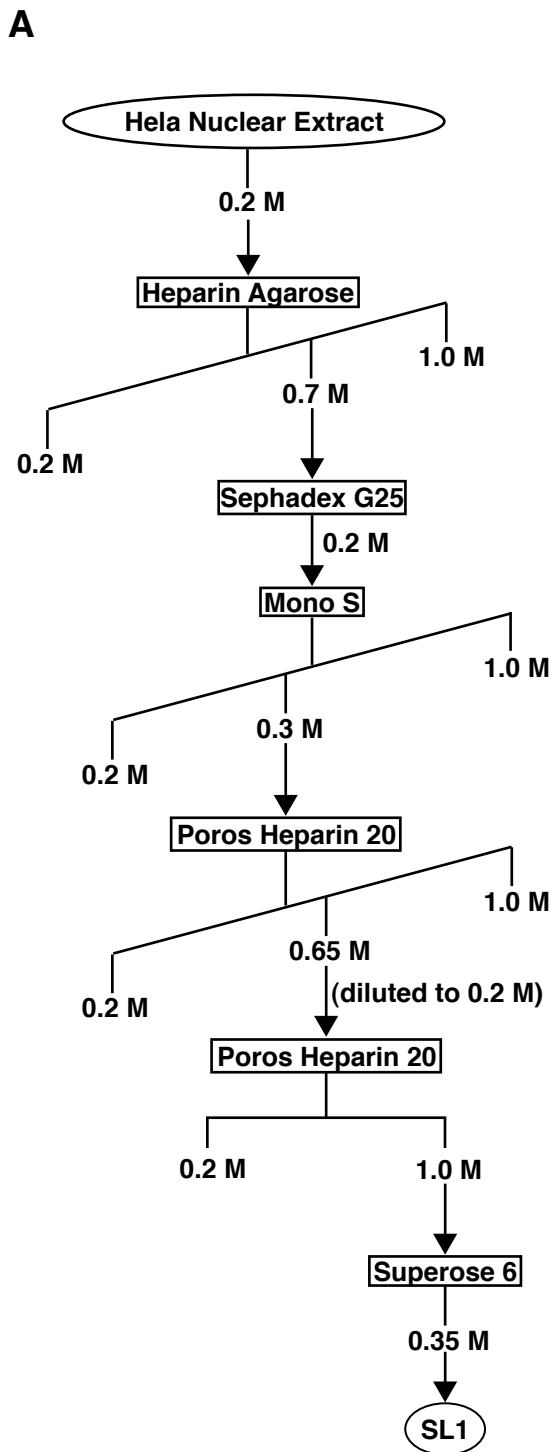 A
Hela Nuclear Extract
0.2 M
Heparin Agarose
1.0 M
0.7 M
0.2 M
Sephadex G25
0.2 M
Mono S
1.0 M
0.3 M
0.2 M
Poros Heparin 20
1.0 M
0.65 M
(diluted to 0.2 M)
0.2 M
Poros Heparin 20
0.2 M
1.0 M
Superose 6
0.35 M
SL1